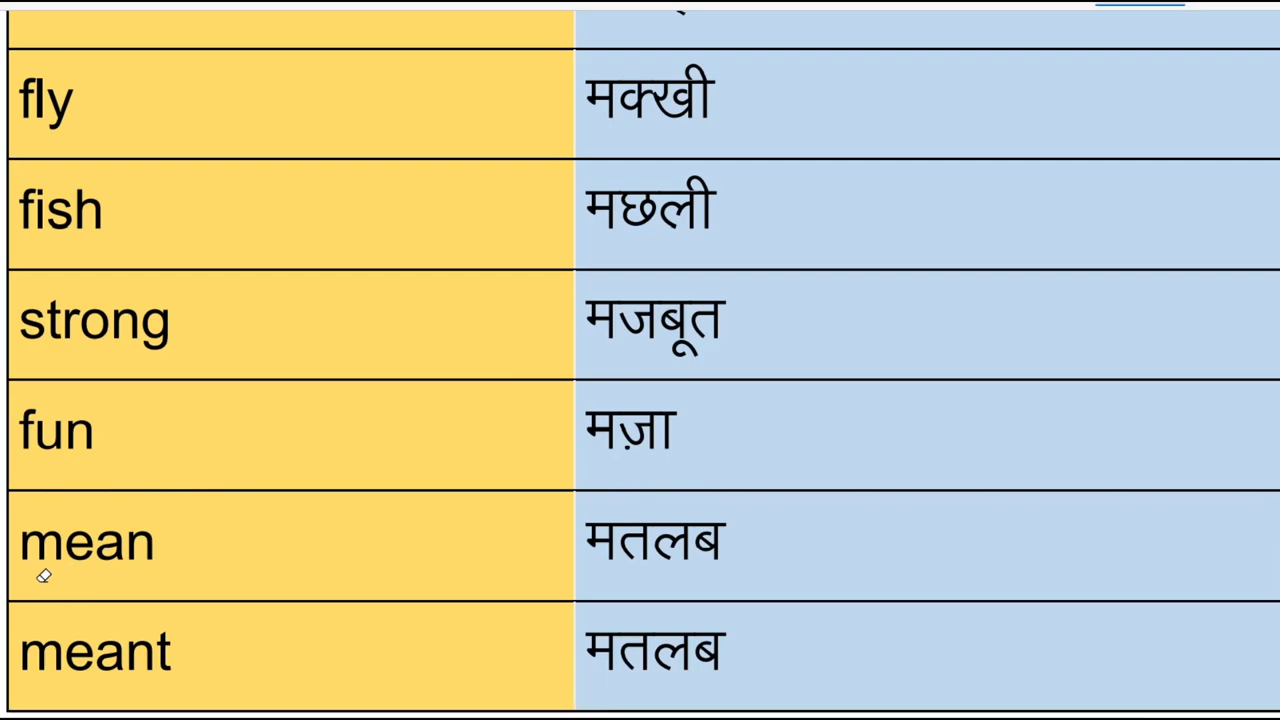 fly मक्खी
fish मछली
strong मजबूत
fun मज़ा
mean मतलब
meant मतलब